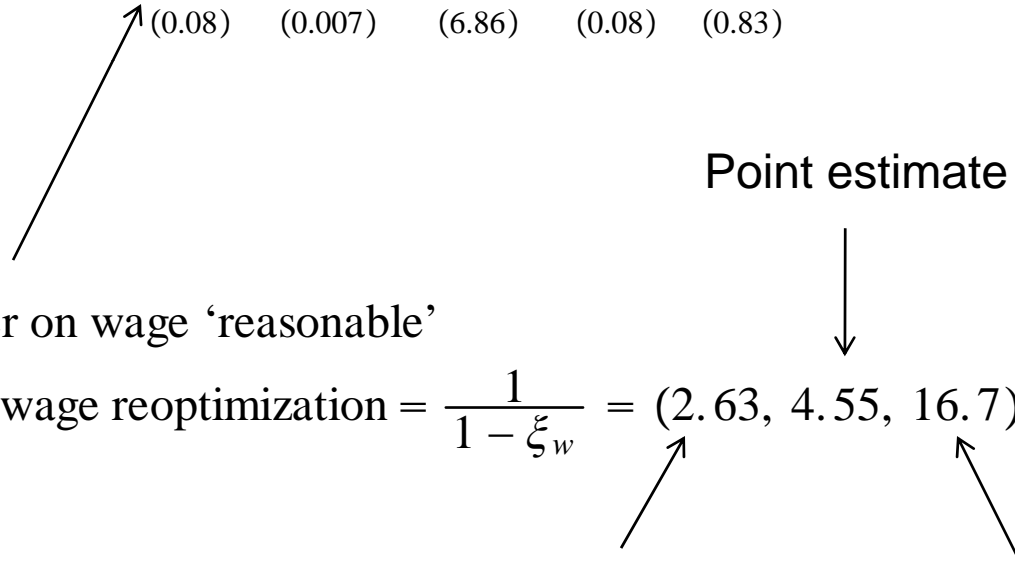 (0.08) (0.007) (6.86) (0.08) (0.83)
Point estimate
r on wage ‘reasonable’
wage reoptimization = \frac{1}{1 − ξ_w} = (2.63, 4.55, 16.7)